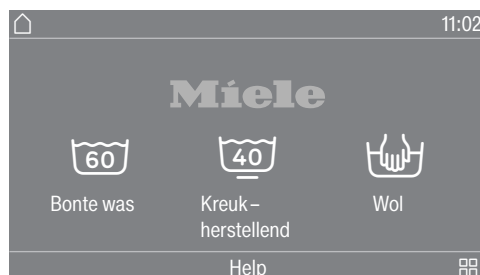 11:02
Miele
60
40
Bonte was
Kreuk–
herstellend
Wol
Help